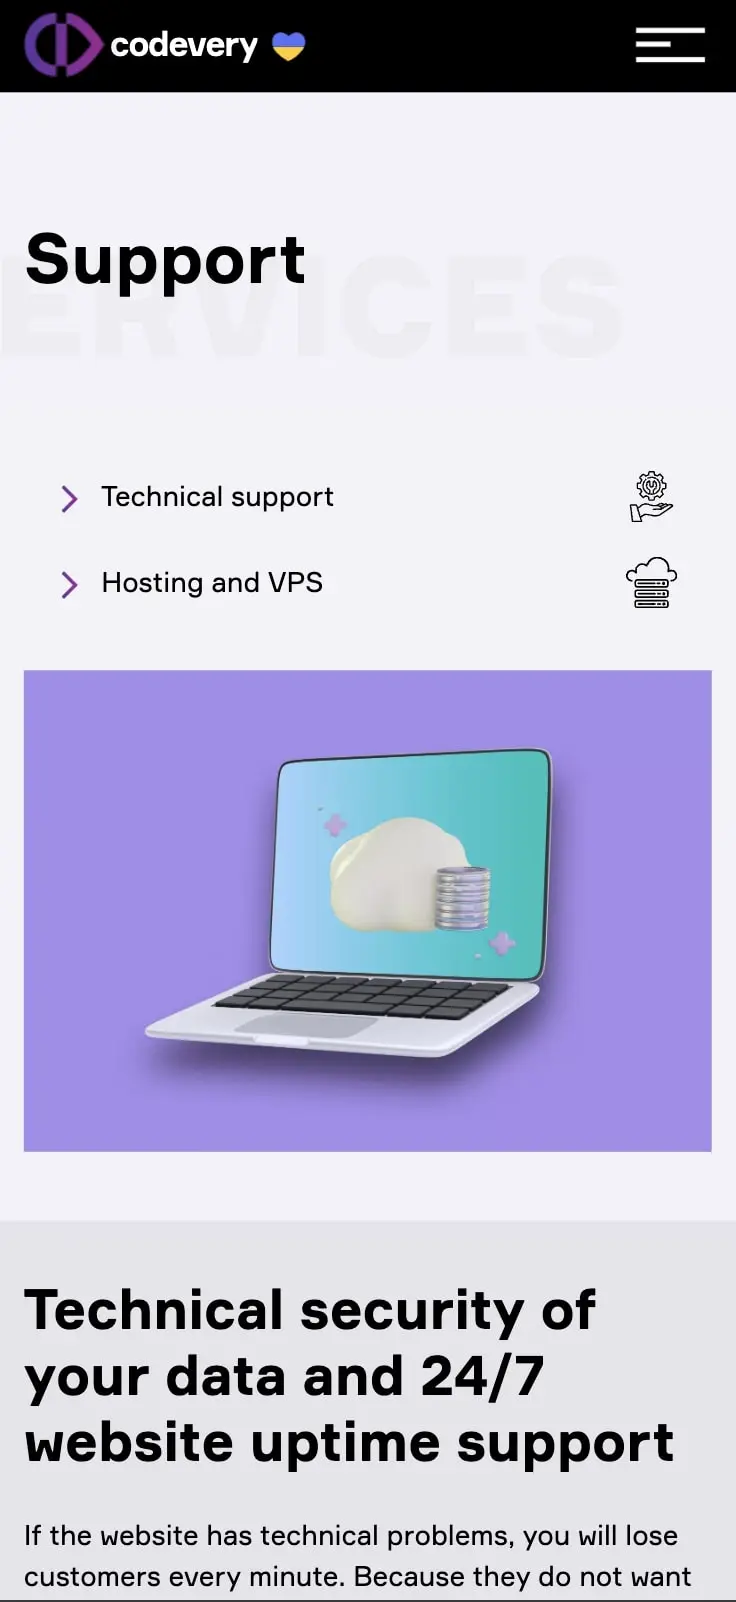 codevery
Support
ERVICES
Technical support
Hosting and VPS
Technical security of
your data and 24/7
website uptime support
If the website has technical problems, you will lose
customers every minute. Because they do not want